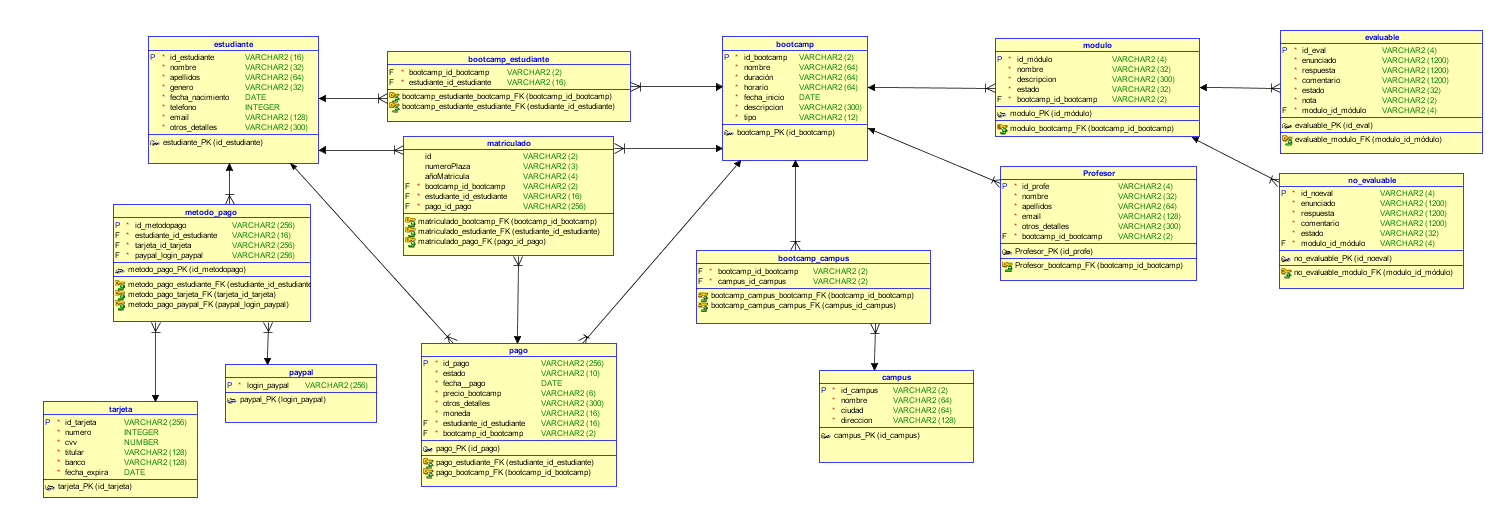 estudiante
P * id_estudiante VARCHAR2 (16)
* nombre VARCHAR2 (32)
* apellidos VARCHAR2 (64)
* genero VARCHAR2 (32)
* fecha_nacimiento DATE
* telefono INTEGER
* email VARCHAR2 (128)
* otros_detalles VARCHAR2 (300)
estudiante_PK (id_estudiante)
bootcamp_estudiante
F * bootcamp_id_bootcamp VARCHAR2 (2)
F * estudiante_id_estudiante VARCHAR2 (16)
bootcamp_estudiante_bootcamp_FK (bootcamp_id_bootcamp)
bootcamp_estudiante_estudiante_FK (estudiante_id_estudiante)
bootcamp
P * id_bootcamp VARCHAR2 (2)
* nombre VARCHAR2 (64)
* duración VARCHAR2 (64)
* horario VARCHAR2 (64)
* fecha_inicio DATE
* descripcion VARCHAR2 (300)
* tipo VARCHAR2 (12)
bootcamp_PK (id_bootcamp)
modulo
P * id_módulo VARCHAR2 (4)
* nombre VARCHAR2 (32)
* descripcion VARCHAR2 (300)
* estado VARCHAR2 (32)
F * bootcamp_id_bootcamp VARCHAR2 (2)
modulo_PK (id_módulo)
modulo_bootcamp_FK (bootcamp_id_bootcamp)
evaluable
P * id_eval VARCHAR2 (4)
* enunciado VARCHAR2 (1200)
* respuesta VARCHAR2 (1200)
* comentario VARCHAR2 (1200)
* estado VARCHAR2 (32)
* nota VARCHAR2 (2)
F * modulo_id_módulo VARCHAR2 (4)
evaluable_PK (id_eval)
evaluable_modulo_FK (modulo_id_módulo)
matriculado
id VARCHAR2 (2)
numeroPlaza VARCHAR2 (3)
añoMatricula VARCHAR2 (4)
F * bootcamp_id_bootcamp VARCHAR2 (2)
F * estudiante_id_estudiante VARCHAR2 (16)
F * pago_id_pago VARCHAR2 (256)
matriculado_bootcamp_FK (bootcamp_id_bootcamp)
matriculado_estudiante_FK (estudiante_id_estudiante)
matriculado_pago_FK (pago_id_pago)
Profesor
P * id_profe VARCHAR2 (4)
* nombre VARCHAR2 (32)
* apellidos VARCHAR2 (64)
* email VARCHAR2 (128)
* otros_detalles VARCHAR2 (300)
F * bootcamp_id_bootcamp VARCHAR2 (2)
Profesor_PK (id_profe)
Profesor_bootcamp_FK (bootcamp_id_bootcamp)
no_evaluable
P * id_noeval VARCHAR2 (4)
* enunciado VARCHAR2 (1200)
* respuesta VARCHAR2 (1200)
* comentario VARCHAR2 (1200)
* estado VARCHAR2 (32)
F * modulo_id_módulo VARCHAR2 (4)
no_evaluable_PK (id_noeval)
no_evaluable_modulo_FK (modulo_id_módulo)
metodo_pago
P * id_metodopago VARCHAR2 (256)
F * estudiante_id_estudiante VARCHAR2 (16)
F * tarjeta_id_tarjeta VARCHAR2 (256)
F * paypal_login_paypal VARCHAR2 (256)
metodo_pago_PK (id_metodopago)
metodo_pago_estudiante_FK (estudiante_id_estudiante
metodo_pago_tarjeta_FK (tarjeta_id_tarjeta)
metodo_pago_paypal_FK (paypal_login_paypal)
bootcamp_campus
F * bootcamp_id_bootcamp VARCHAR2 (2)
F * campus_id_campus VARCHAR2 (2)
bootcamp_campus_bootcamp_FK (bootcamp_id_bootcamp)
bootcamp_campus_campus_FK (campus_id_campus)
pago
P * id_pago VARCHAR2 (256)
* estado VARCHAR2 (10)
* fecha__pago DATE
* precio_bootcamp VARCHAR2 (6)
* otros_detalles VARCHAR2 (300)
* moneda VARCHAR2 (16)
F * estudiante_id_estudiante VARCHAR2 (16)
F * bootcamp_id_bootcamp VARCHAR2 (2)
pago_PK (id_pago)
pago_estudiante_FK (estudiante_id_estudiante)
pago_bootcamp_FK (bootcamp_id_bootcamp)
paypal
P * login_paypal VARCHAR2 (256)
paypal_PK (login_paypal)
campus
P * id_campus VARCHAR2 (2)
* nombre VARCHAR2 (64)
* ciudad VARCHAR2 (64)
* direccion VARCHAR2 (128)
campus_PK (id_campus)
tarjeta
P * id_tarjeta VARCHAR2 (256)
* numero INTEGER
* cvv NUMBER
* titular VARCHAR2 (128)
* banco VARCHAR2 (128)
* fecha_expira DATE
tarjeta_PK (id_tarjeta)